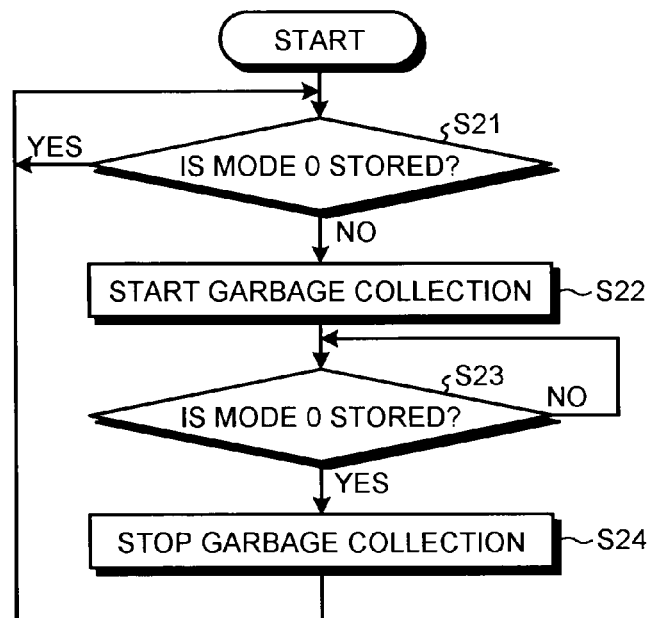 START
S21
YES
IS MODE 0 STORED?
NO
START GARBAGE COLLECTION
S22
S23
IS MODE 0 STORED?
NO
YES
STOP GARBAGE COLLECTION
S24